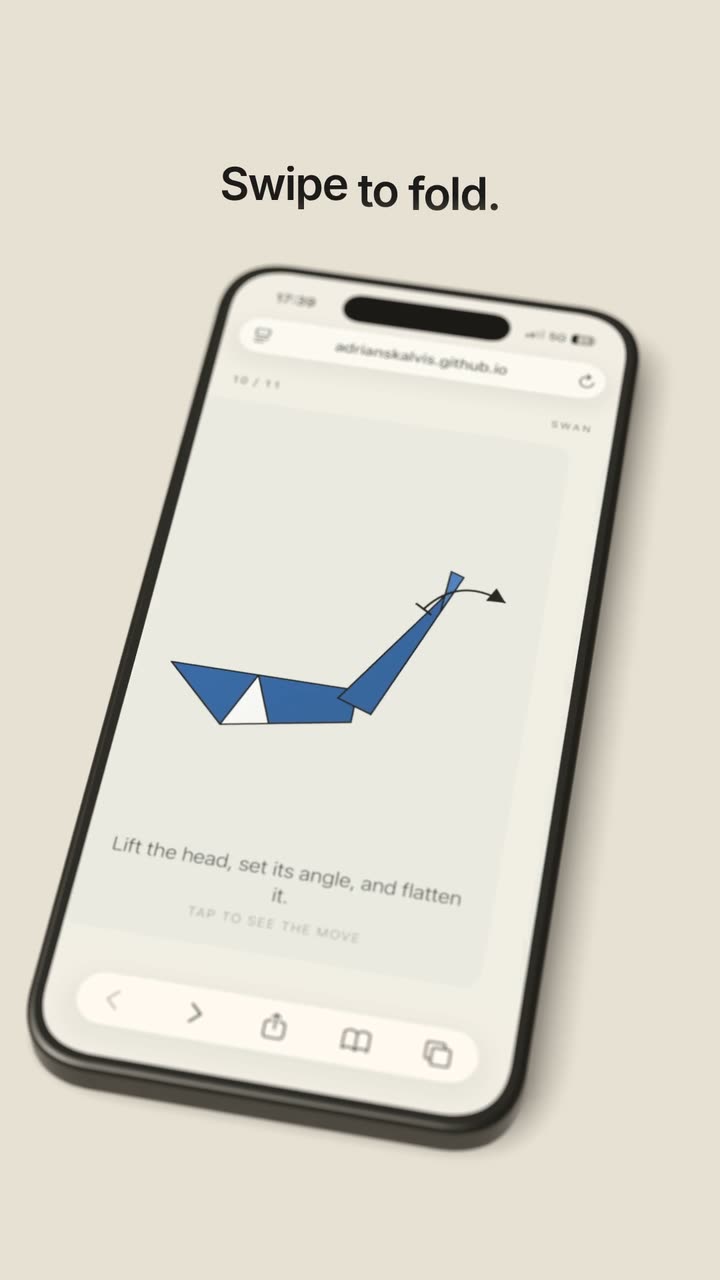 Swipe to fold.
17:39
5G
adrianskalvis.github.io
10 / 11
SWAN
Lift the head, set its angle, and flatten
it.
TAP TO SEE THE MOVE